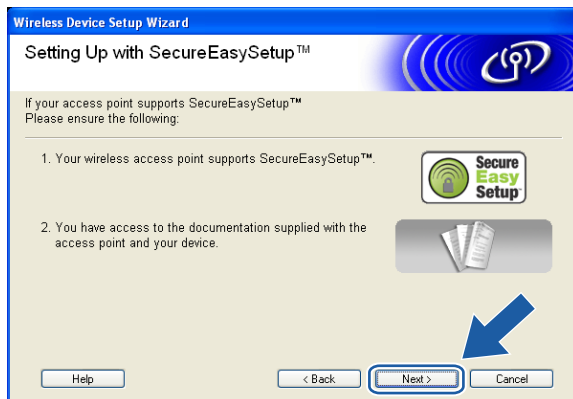 Wireless Device Setup Wizard
Setting Up with SecureEasySetup™
If your access point supports SecureEasySetup™
Please ensure the following:
1. Your wireless access point supports SecureEasySetup™.
Secure
Easy
Setup
2. You have access to the documentation supplied with the
access point and your device.
Help
< Back
Next >
Cancel